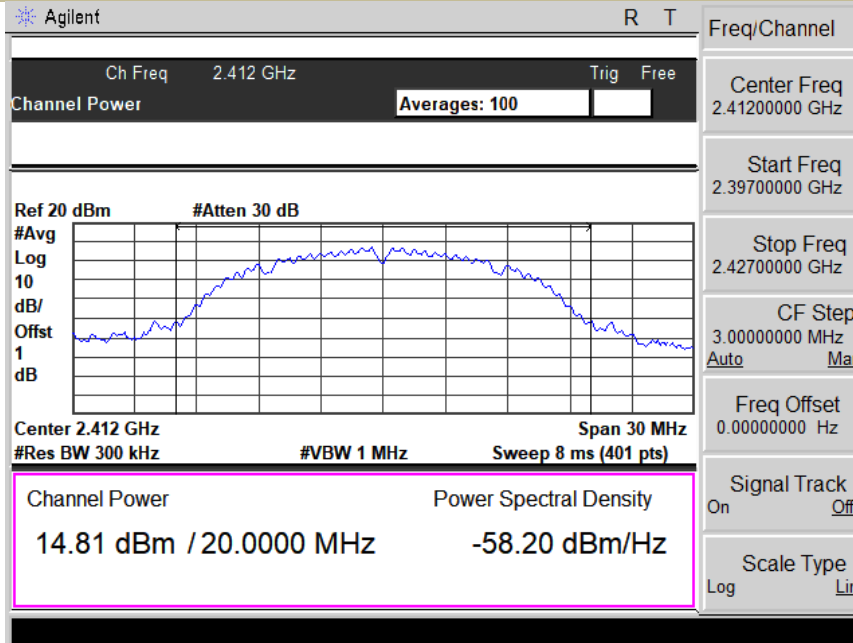 Agilent R T
Ch Freq 2.412 GHz Trig Free
Channel Power Averages: 100
Ref 20 dBm #Atten 30 dB
#Avg
Log
10
dB/
Offst
1
dB
Center 2.412 GHz Span 30 MHz
#Res BW 300 kHz #VBW 1 MHz Sweep 8 ms (401 pts)
Channel Power Power Spectral Density
14.81 dBm / 20.0000 MHz -58.20 dBm/Hz
Freq/Channel
Center Freq
2.41200000 GHz
Start Freq
2.39700000 GHz
Stop Freq
2.42700000 GHz
CF Step
3.00000000 MHz
Auto Ma
Freq Offset
0.00000000 Hz
Signal Track
On Off
Scale Type
Log Lin